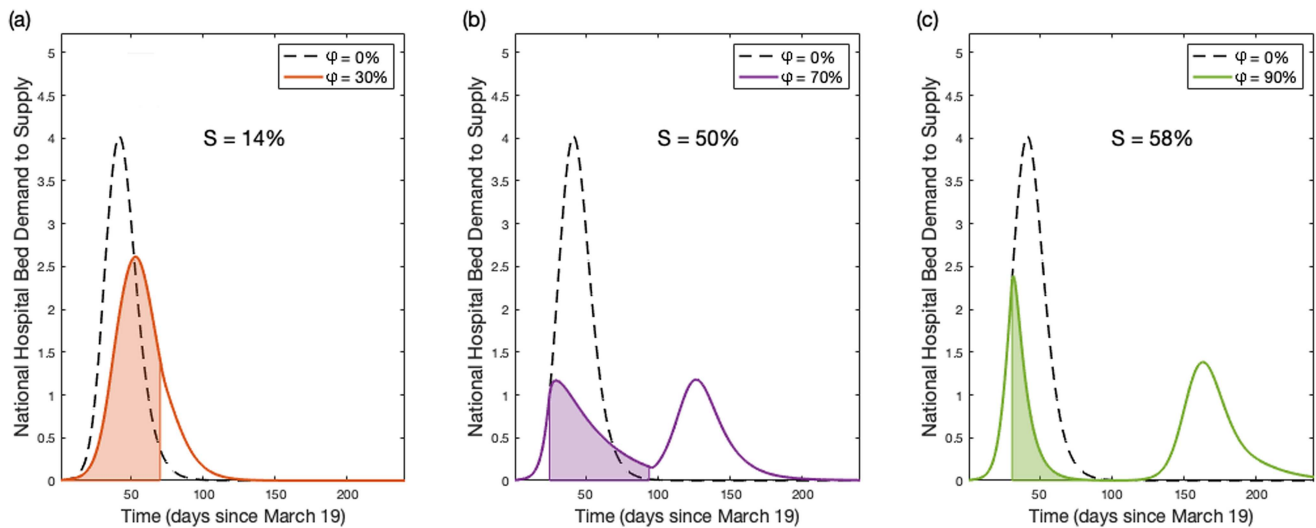 (a)
φ = 0%
φ = 30%
S = 14%
National Hospital Bed Demand to Supply
5
4.5
4
3.5
3
2.5
2
1.5
1
0.5
0
50
100
150
200
Time (days since March 19)
(b)
φ = 0%
φ = 70%
S = 50%
National Hospital Bed Demand to Supply
5
4.5
4
3.5
3
2.5
2
1.5
1
0.5
0
50
100
150
200
Time (days since March 19)
(c)
φ = 0%
φ = 90%
S = 58%
National Hospital Bed Demand to Supply
5
4.5
4
3.5
3
2.5
2
1.5
1
0.5
0
50
100
150
200
Time (days since March 19)